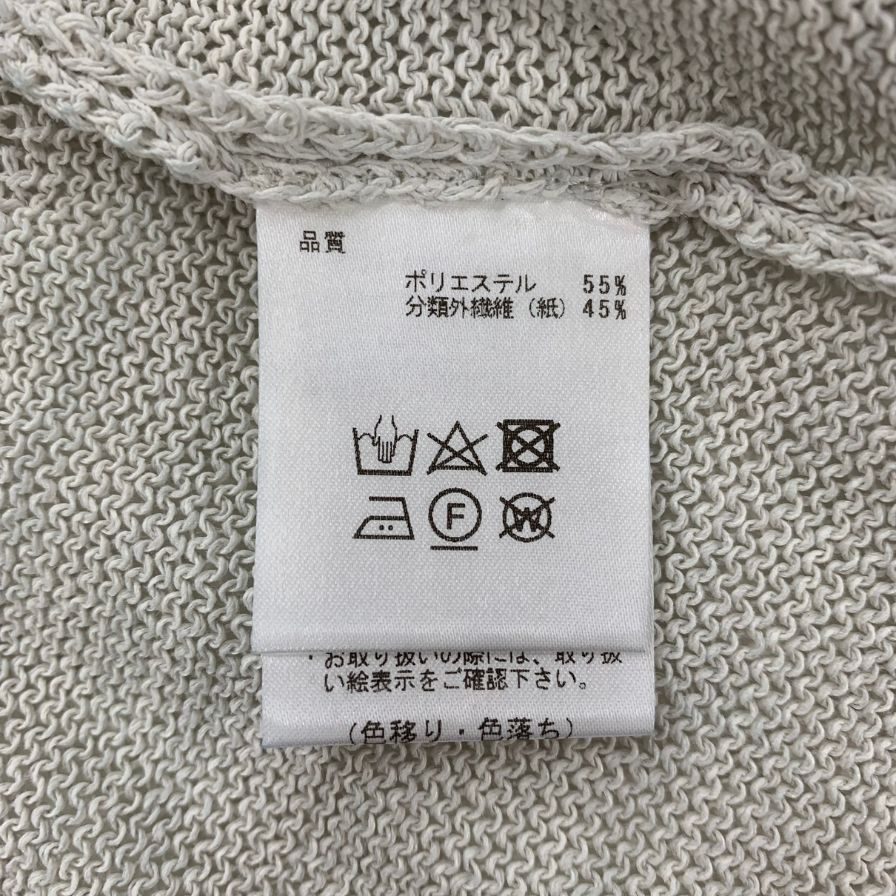 品質
ポリエステル 55%
分類外繊維(紙) 45%
F
W
・お取り扱いの際には、取り扱
い絵表示をご確認下さい。
(色移り・色落ち)